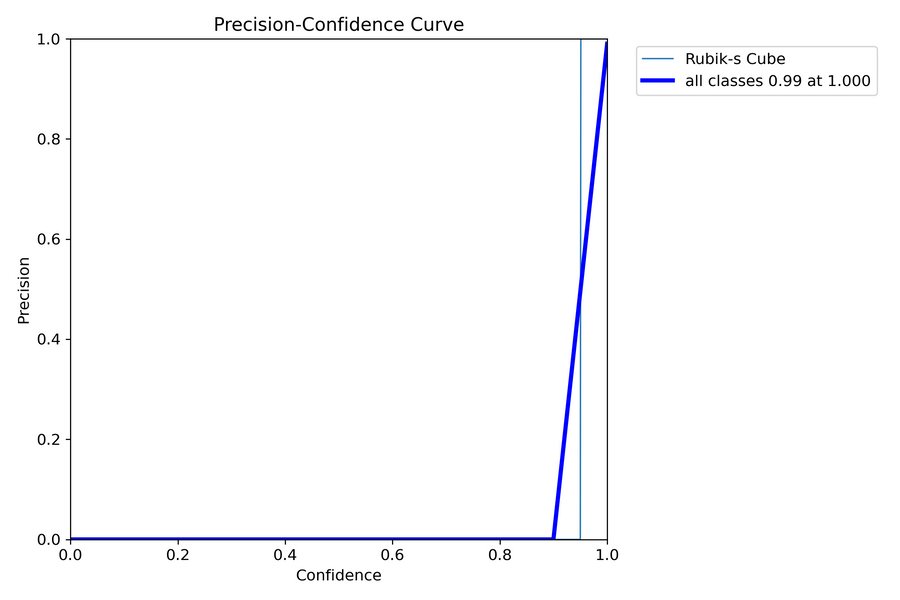 Precision-Confidence Curve
Rubik-s Cube
all classes 0.99 at 1.000
1.0
0.8
0.6
0.4
0.2
0.0
Precision
0.0 0.2 0.4 0.6 0.8 1.0
Confidence